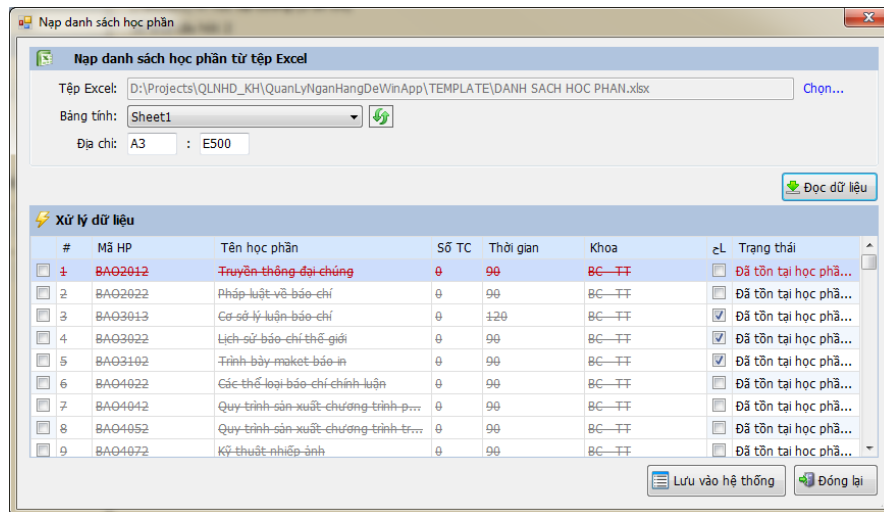 Nạp danh sách học phần
Nạp danh sách học phần từ tệp Excel
Tệp Excel: D:\Projects\QLNHD_KH\QuanLyNganHangDeWinApp\TEMPLATE\DANH SACH HOC PHAN.xlsx Chọn...
Bảng tính: Sheet1
Địa chỉ: A3 : E500
Đọc dữ liệu
Xử lý dữ liệu
# Mã HP Tên học phần Số TC Thời gian Khoa حL Trạng thái
1 BAO2012 Truyền thông đại chúng 0 90 BC - TT Đã tồn tại học phầ...
2 BAO2022 Pháp luật về báo chí 0 90 BC - TT Đã tồn tại học phầ...
3 BAO3013 Cơ sở lý luận báo chí 0 120 BC - TT Đã tồn tại học phầ...
4 BAO3022 Lịch sử báo chí thế giới 0 90 BC - TT Đã tồn tại học phầ...
5 BAO3102 Trình bày maket báo in 0 90 BC - TT Đã tồn tại học phầ...
6 BAO4022 Các thể loại báo chí chính luận 0 90 BC - TT Đã tồn tại học phầ...
7 BAO4042 Quy trình sản xuất chương trình p... 0 90 BC - TT Đã tồn tại học phầ...
8 BAO4052 Quy trình sản xuất chương trình tr... 0 90 BC - TT Đã tồn tại học phầ...
9 BAO4072 Kỹ thuật nhiếp ảnh 0 90 BC - TT Đã tồn tại học phầ...
Lưu vào hệ thống Đóng lại